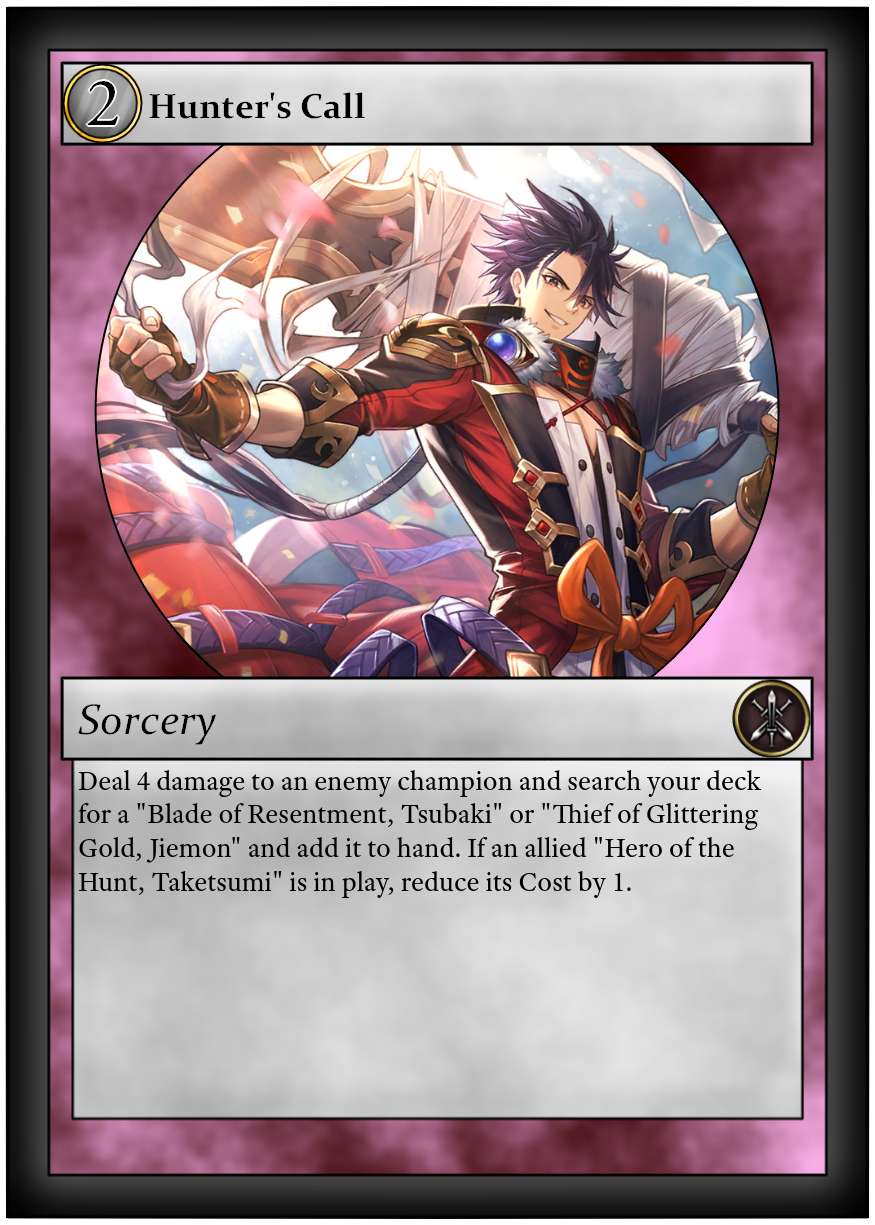 2 Hunter's Call
Sorcery
Deal 4 damage to an enemy champion and search your deck
for a "Blade of Resentment, Tsubaki" or "Thief of Glittering
Gold, Jiemon" and add it to hand. If an allied "Hero of the
Hunt, Taketsumi" is in play, reduce its Cost by 1.